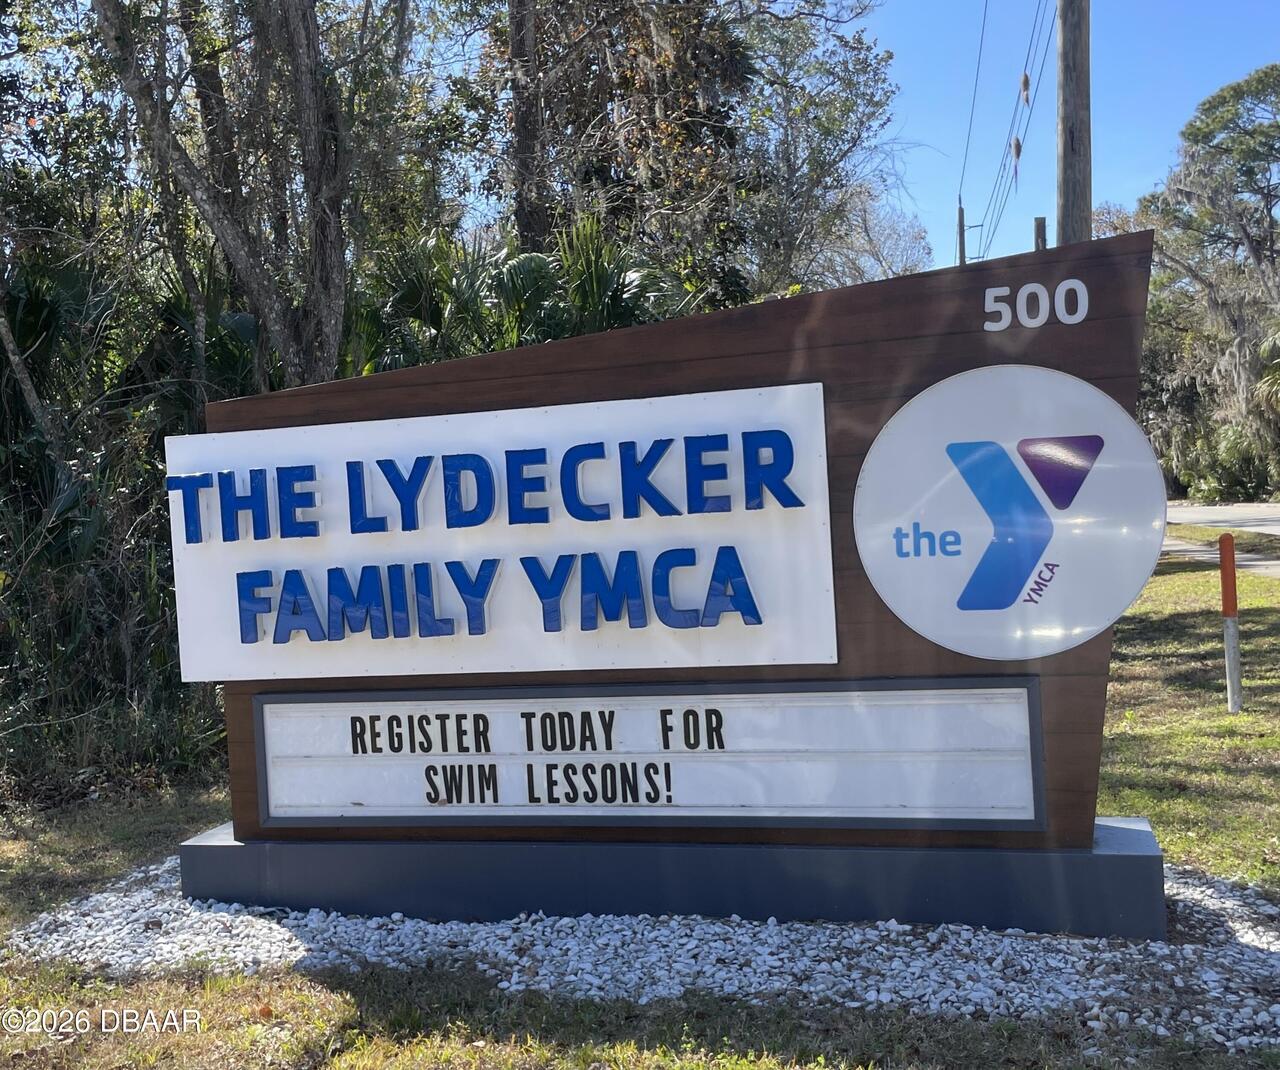 500
THE LYDECKER
FAMILY YMCA
the
YMCA
REGISTER TODAY FOR
SWIM LESSONS!
©2026 DBAAR